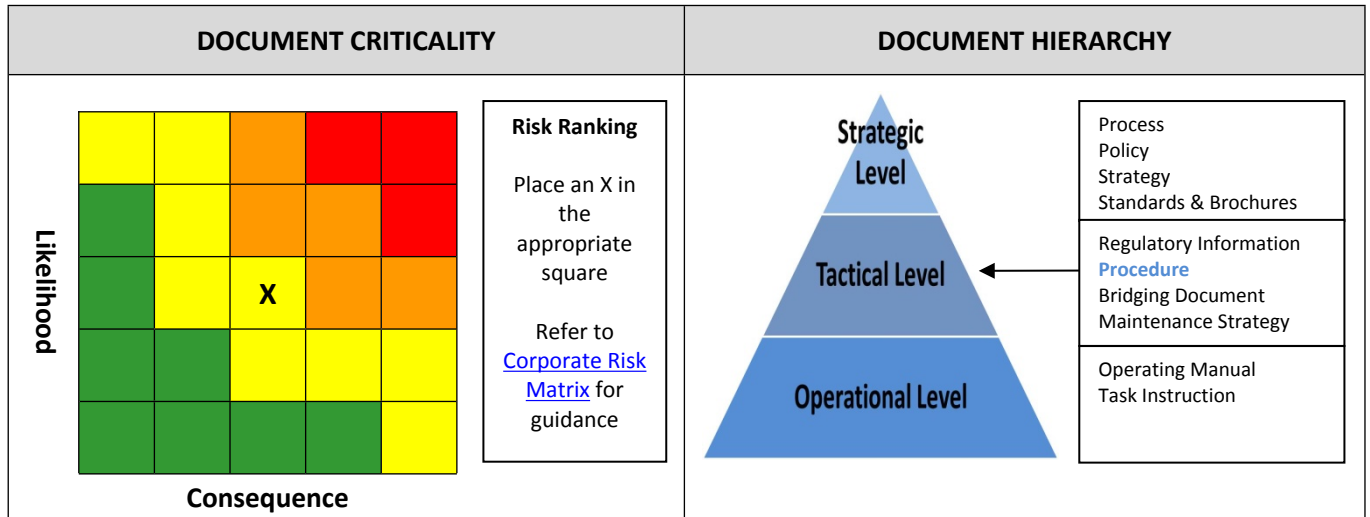 DOCUMENT CRITICALITY
DOCUMENT HIERARCHY
Likelihood
X
Consequence
Risk Ranking
Place an X in
the
appropriate
square
Refer to
Corporate Risk
Matrix for
guidance
Strategic
Level
Tactical Level
Operational Level
Process
Policy
Strategy
Standards & Brochures
Regulatory Information
Procedure
Bridging Document
Maintenance Strategy
Operating Manual
Task Instruction